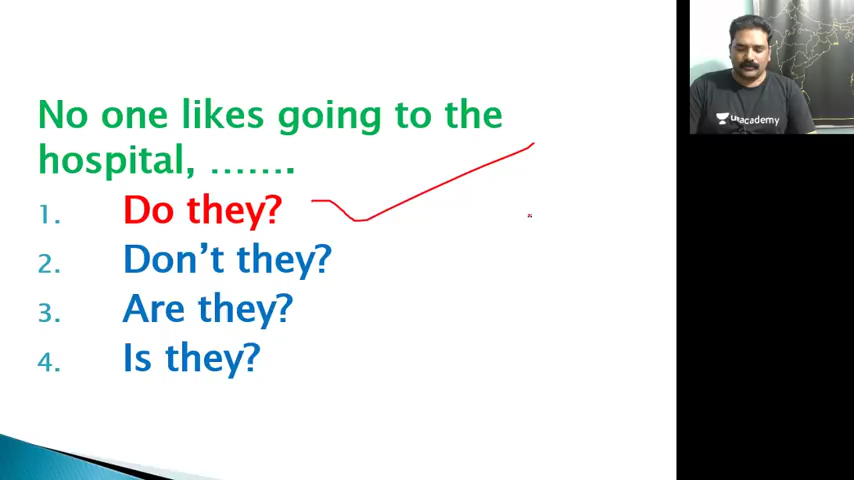 No one likes going to the
hospital, .......
1. Do they?
2. Don't they?
3. Are they?
4. Is they?
unacademy